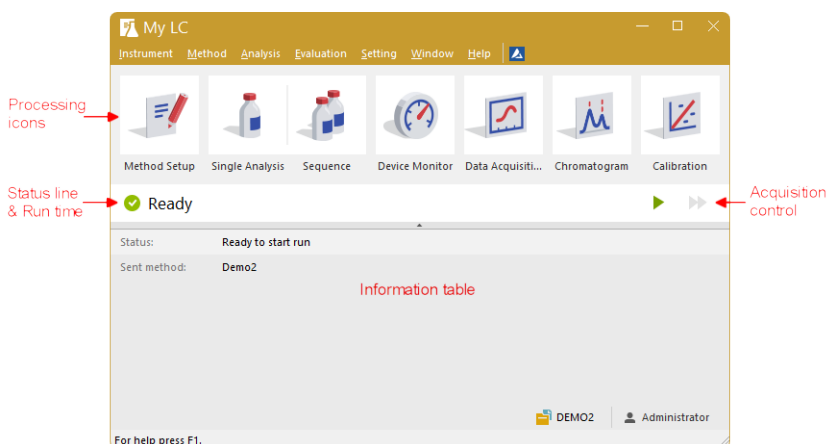 My LC
Instrument Method Analysis Evaluation Setting Window Help
Processing
icons
Method Setup Single Analysis Sequence Device Monitor Data Acquisiti... Chromatogram Calibration
Status line
& Run time
Ready
Acquisition
control
Status: Ready to start run
Sent method: Demo2
Information table
DEMO2 Administrator
For help press F1.